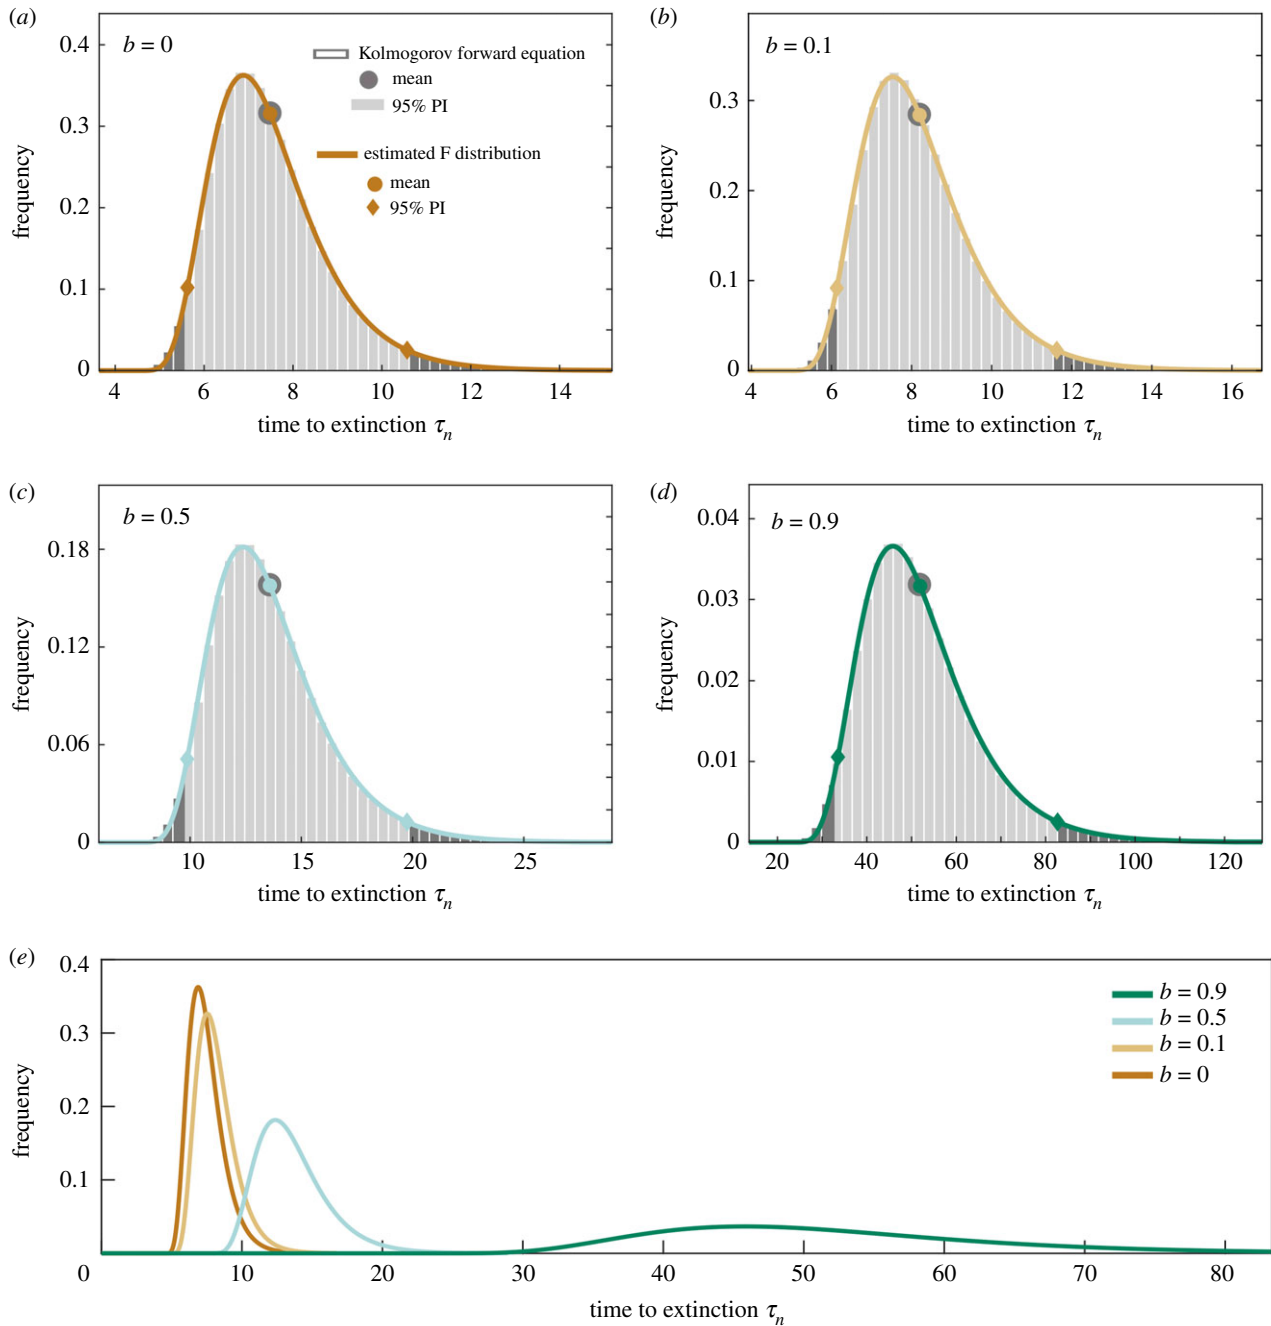 (a)
b = 0
Kolmogorov forward equation
mean
95% PI
estimated F distribution
mean
95% PI
0.4
0.3
0.2
0.1
0
frequency
4 6 8 10 12 14
time to extinction τn
(b)
b = 0.1
0.3
0.2
0.1
0
frequency
4 6 8 10 12 14 16
time to extinction τn
(c)
b = 0.5
0.18
0.12
0.06
0
frequency
10 15 20 25
time to extinction τn
(d)
b = 0.9
0.04
0.03
0.02
0.01
0
frequency
20 40 60 80 100 120
time to extinction τn
(e)
0.4
0.3
0.2
0.1
frequency
b = 0.9
b = 0.5
b = 0.1
b = 0
0 10 20 30 40 50 60 70 80
time to extinction τn